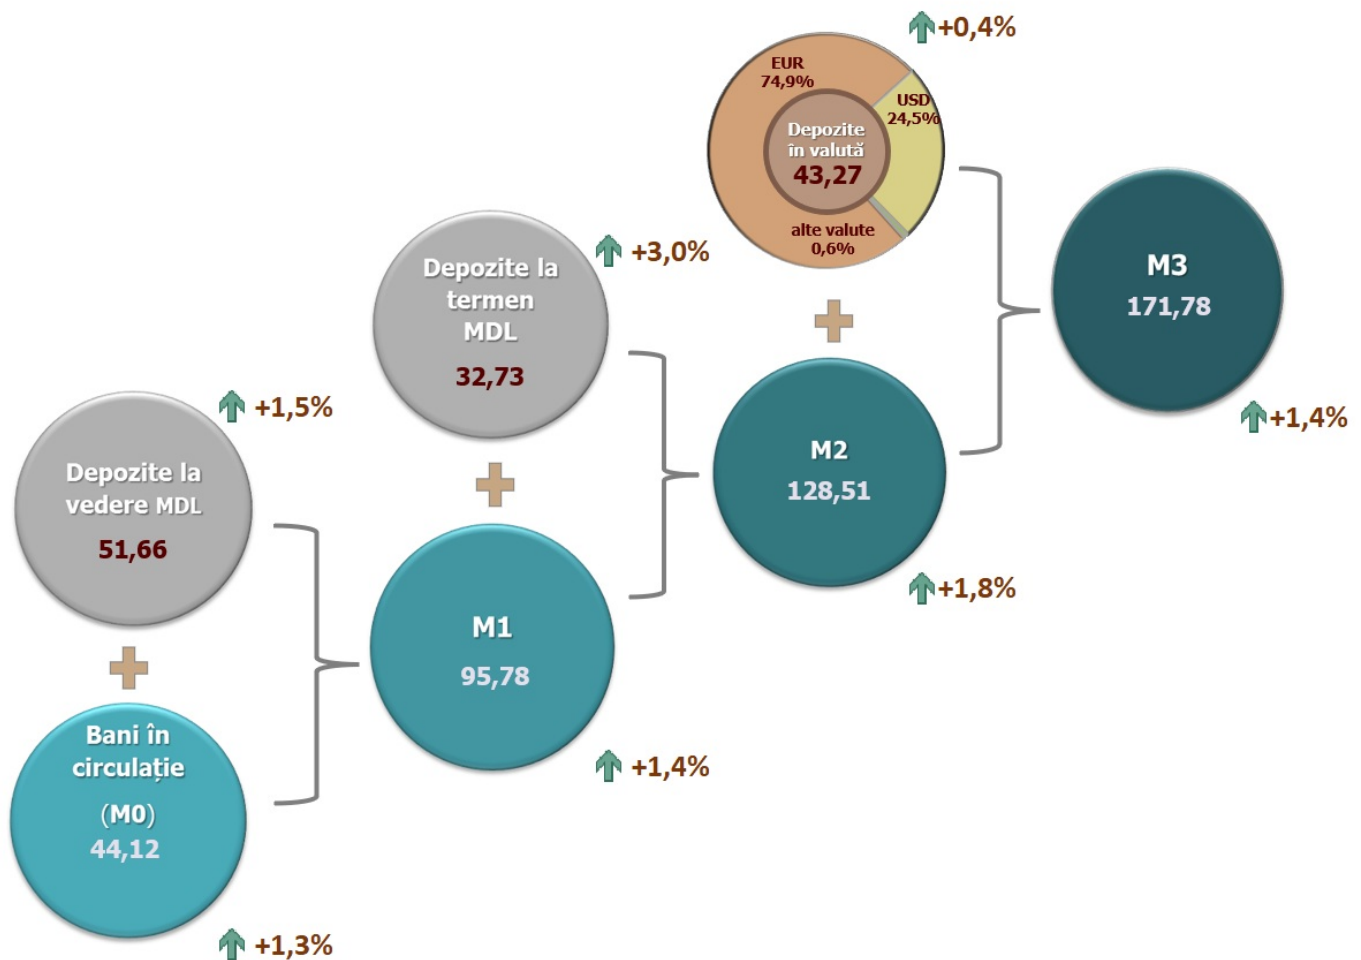 +0,4%
EUR
74,9%
USD
24,5%
Depozite
în valută
43,27
alte valute
0,6%
Depozite la
termen
MDL
32,73
+3,0%
M3
171,78
+1,4%
Depozite la
vedere MDL
51,66
+1,5%
M2
128,51
+1,8%
M1
95,78
+1,4%
Bani în
circulație
(M0)
44,12
+1,3%